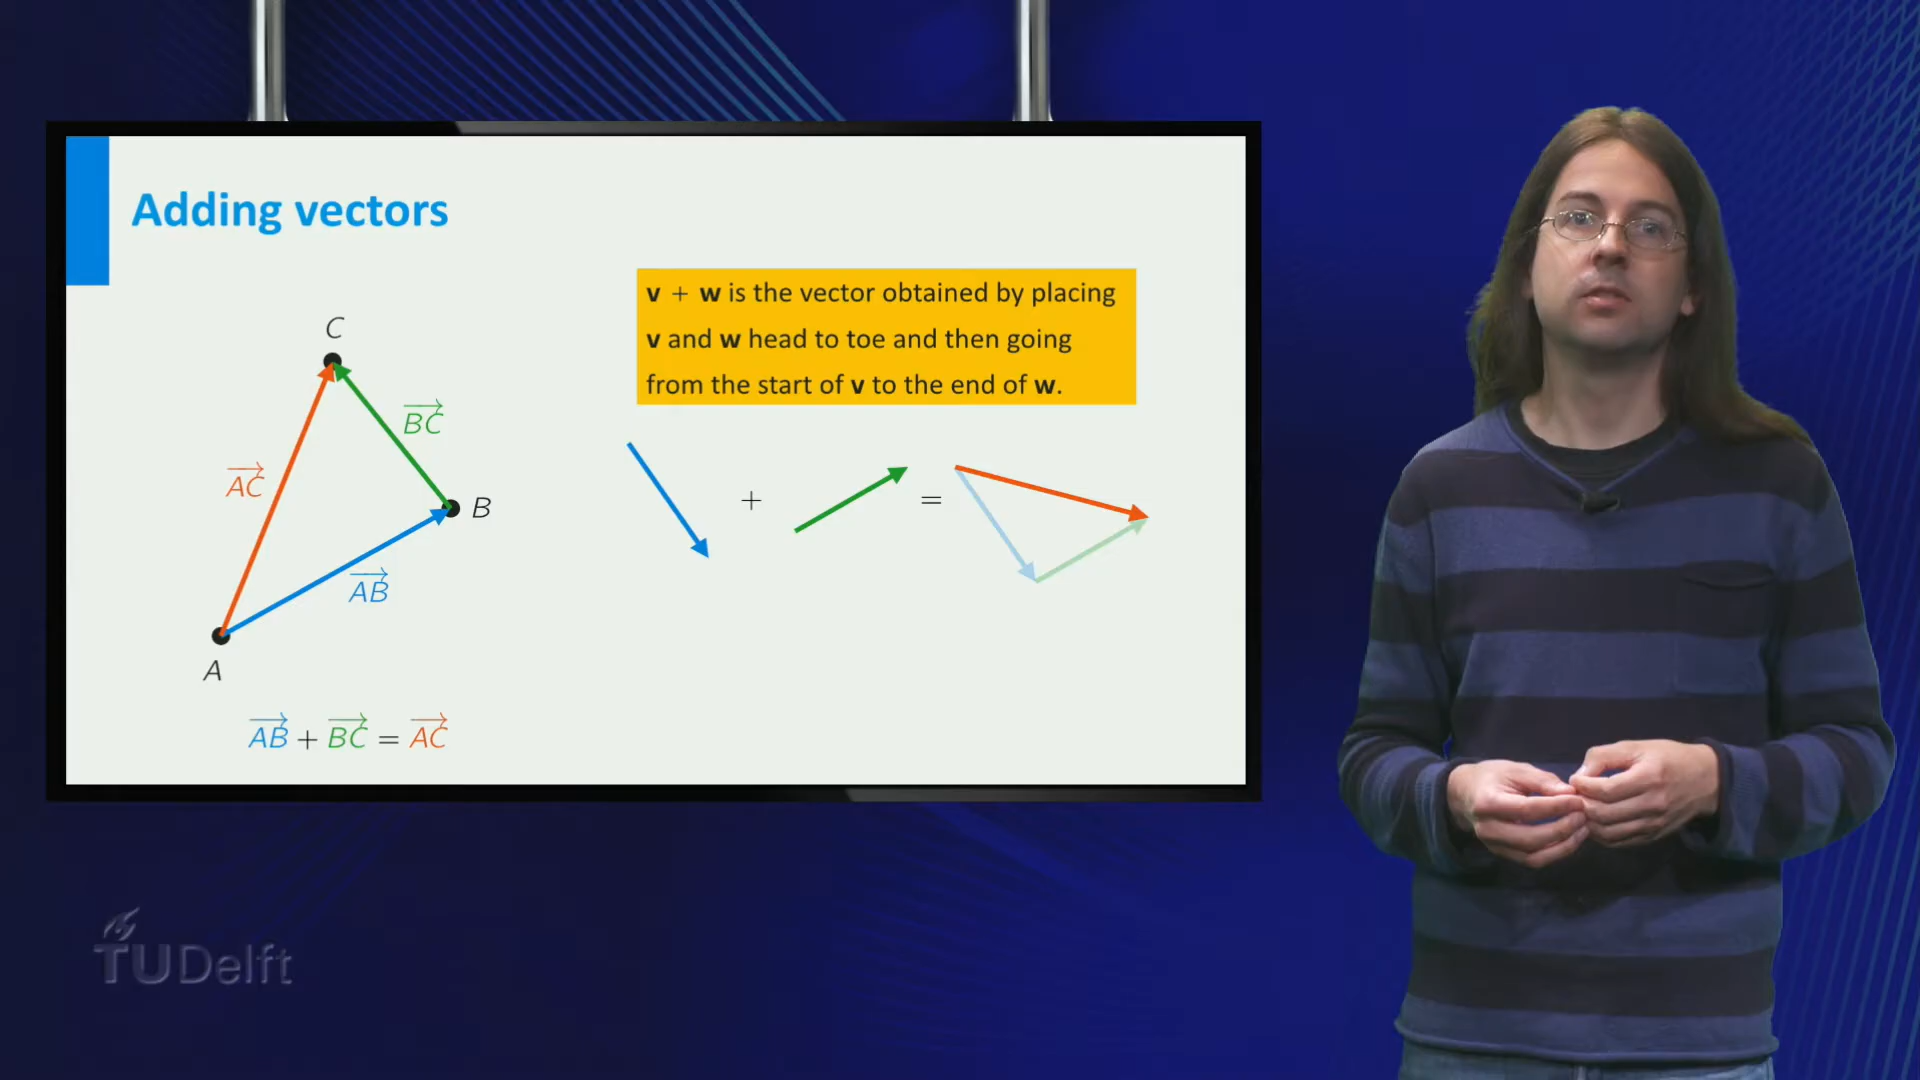 Adding vectors
v + w is the vector obtained by placing
v and w head to toe and then going
from the start of v to the end of w.
C
BC
AC
B
AB
A
+
=
AB + BC = AC
TUDelft